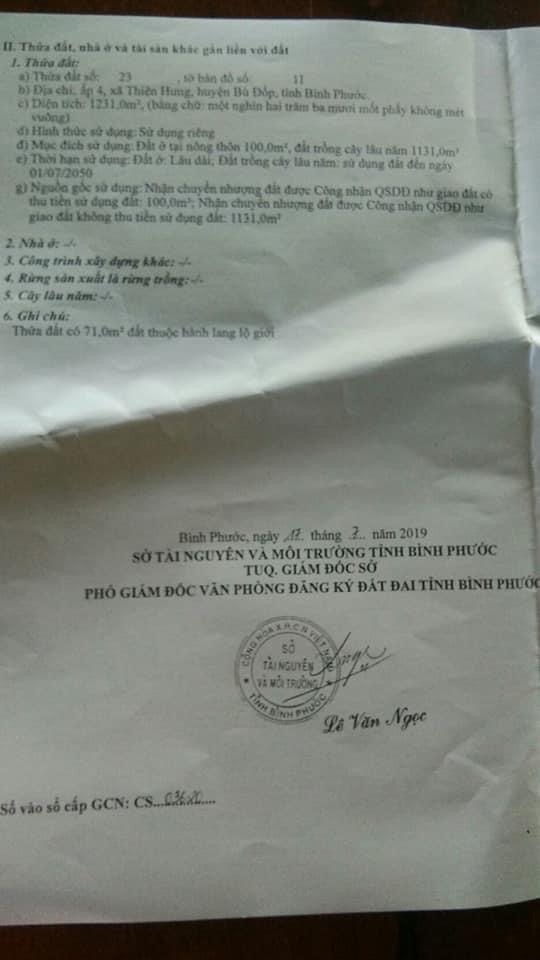 II. Thửa đất, nhà ở và tài sản khác gắn liền với đất
1. Thửa đất:
a) Thửa đất số: 23 , tờ bản đồ số: 11
b) Địa chỉ: ấp 4, xã Thiện Hưng, huyện Bù Đốp, tỉnh Bình Phước.
c) Diện tích: 1231,0m², (bằng chữ: một nghìn hai trăm ba mươi mốt phẩy không mét
vuông)
d) Hình thức sử dụng: Sử dụng riêng
đ) Mục đích sử dụng: Đất ở tại nông thôn 100,0m², đất trồng cây lâu năm 1131,0m²
e) Thời hạn sử dụng: Đất ở: Lâu dài; Đất trồng cây lâu năm: sử dụng đất đến ngày
01/07/2050
g) Nguồn gốc sử dụng: Nhận chuyển nhượng đất được Công nhận QSDĐ như giao đất có
thu tiền sử dụng đất: 100,0m²; Nhận chuyển nhượng đất được Công nhận QSDĐ như
giao đất không thu tiền sử dụng đất: 1131,0m²
2. Nhà ở: -/-
3. Công trình xây dựng khác: -/-
4. Rừng sản xuất là rừng trồng: -/-
5. Cây lâu năm: -/-
6. Ghi chú:
Thửa đất có 71,0m² đất thuộc hành lang lộ giới
Bình Phước, ngày 12 tháng 7 năm 2019
SỞ TÀI NGUYÊN VÀ MÔI TRƯỜNG TỈNH BÌNH PHƯỚC
TUQ. GIÁM ĐỐC SỞ
PHÓ GIÁM ĐỐC VĂN PHÒNG ĐĂNG KÝ ĐẤT ĐAI TỈNH BÌNH PHƯỚC
CỘNG HÒA X.H.C.N VIỆT NAM
SỞ
TÀI NGUYÊN
VÀ MÔI TRƯỜNG
TỈNH BÌNH PHƯỚC
Lê Văn Ngọc
Số vào sổ cấp GCN: CS...03620....